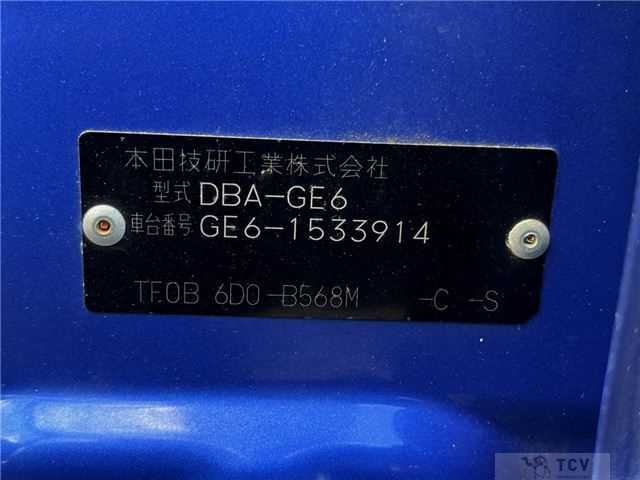 本田技研工業株式会社
型式 DBA-GE6
車台番号 GE6-1533914
TF0B 6D0-B568M -C -S
TCV